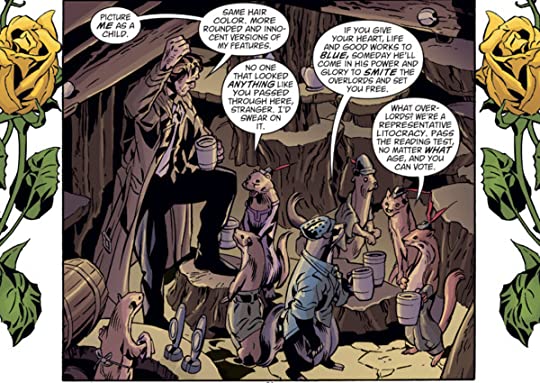 PICTURE
ME AS A
CHILD.
SAME HAIR
COLOR. MORE
ROUNDED AND INNO-
CENT VERSIONS OF
MY FEATURES.
NO ONE
THAT LOOKED
ANYTHING LIKE
YOU PASSED
THROUGH HERE,
STRANGER. I'D
SWEAR ON
IT.
IF YOU GIVE
YOUR HEART, LIFE
AND GOOD WORKS TO
BLUE, SOMEDAY HE'LL
COME IN HIS POWER AND
GLORY TO SMITE THE
OVERLORDS AND SET
YOU FREE.
WHAT OVER-
LORDS? WE'RE A
REPRESENTATIVE
LITOCRACY. PASS
THE READING TEST,
NO MATTER WHAT
AGE, AND YOU
CAN VOTE.